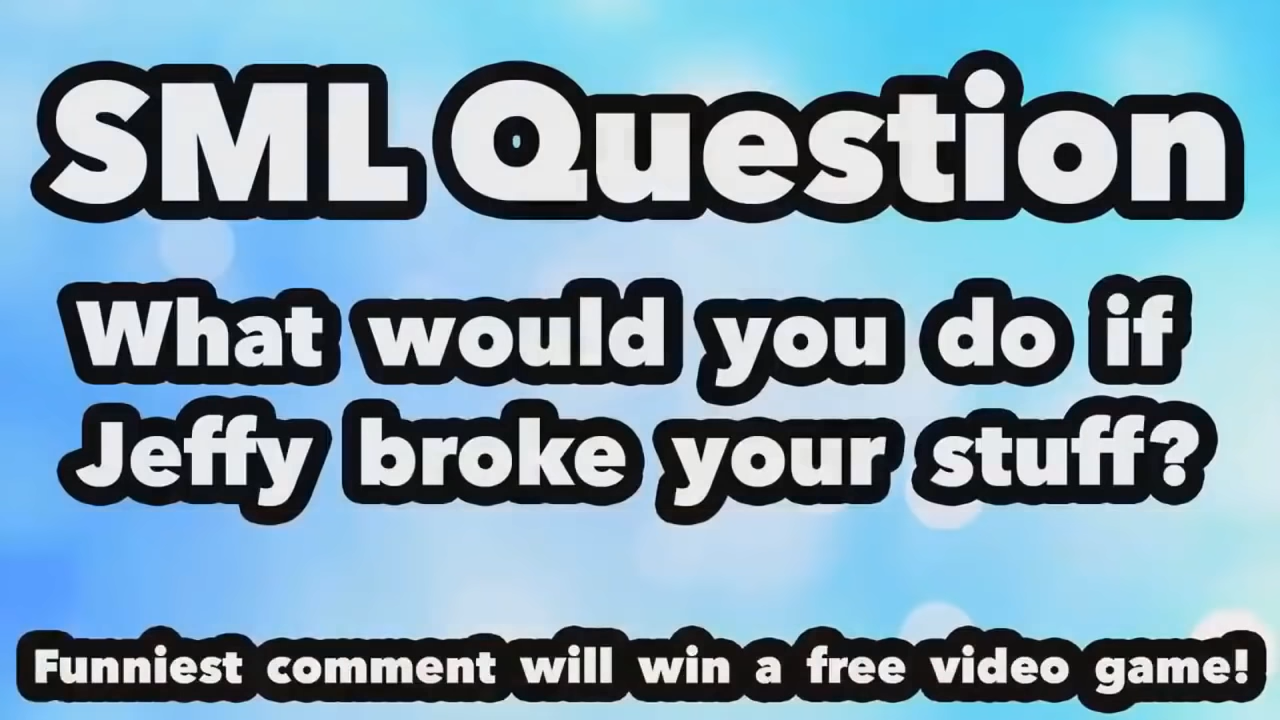 SML Question
What would you do if
Jeffy broke your stuff?
Funniest comment will win a free video game!